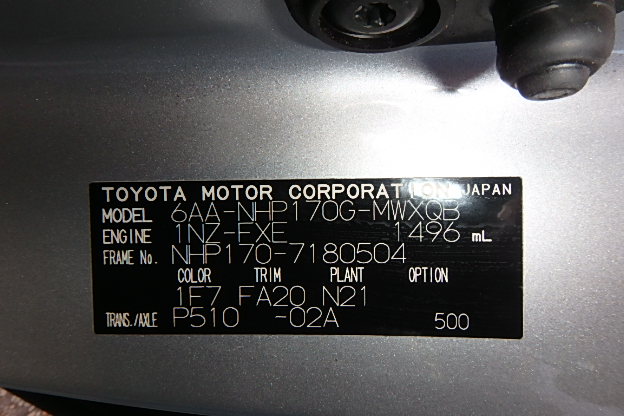 TOYOTA MOTOR CORPORATION JAPAN
MODEL 6AA-NHP170G-MWXQB
ENGINE 1NZ-FXE 1496 mL
FRAME No. NHP170-7180504
COLOR TRIM PLANT OPTION
1F7 FA20 N21
TRANS./AXLE P510 -02A 500